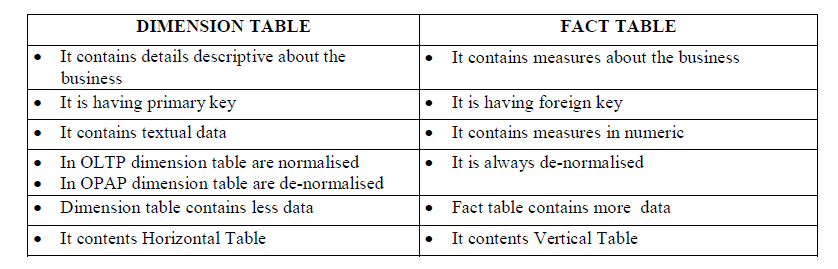 DIMENSION TABLE FACT TABLE
• It contains details descriptive about the
business
• It contains measures about the business
• It is having primary key • It is having foreign key
• It contains textual data • It contains measures in numeric
• In OLTP dimension table are normalised
• In OPAP dimension table are de-normalised
• It is always de-normalised
• Dimension table contains less data • Fact table contains more data
• It contents Horizontal Table • It contents Vertical Table